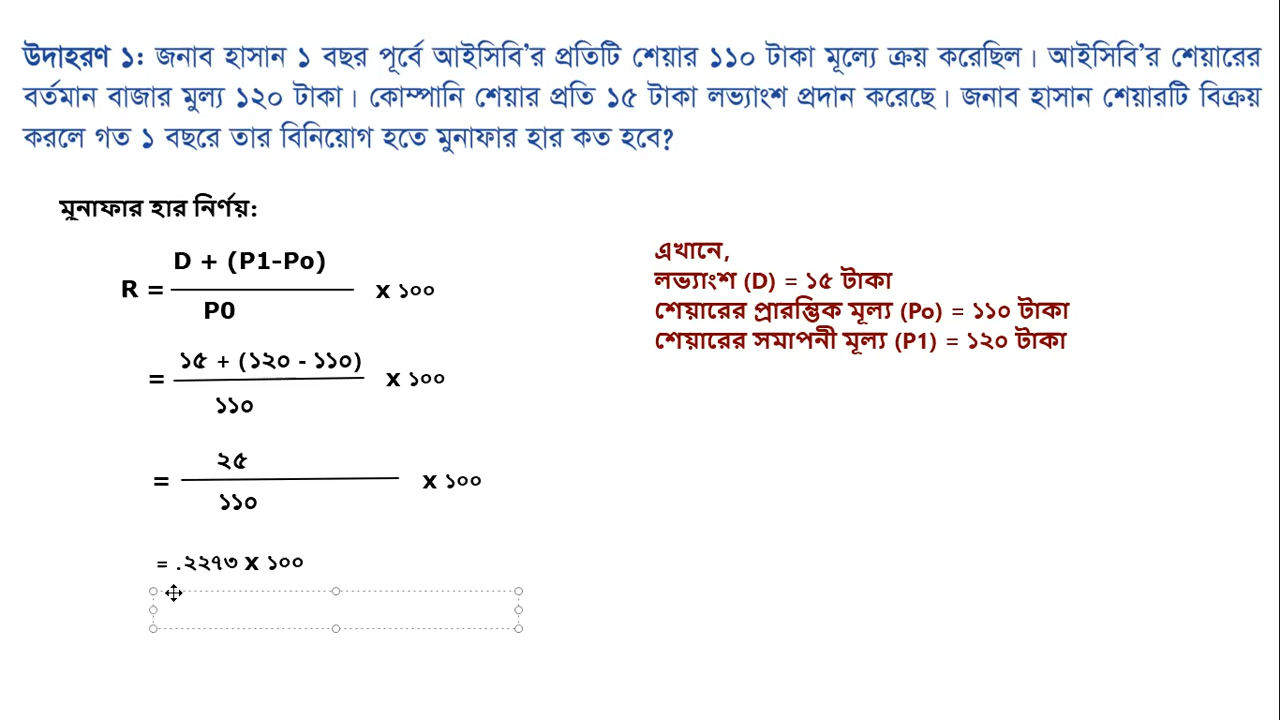 উদাহরণ ১: জনাব হাসান ১ বছর পূর্বে আইসিবি’র প্রতিটি শেয়ার ১১০ টাকা মূল্যে ক্রয় করেছিল। আইসিবি’র শেয়ারের
বর্তমান বাজার মুল্য ১২০ টাকা। কোম্পানি শেয়ার প্রতি ১৫ টাকা লভ্যাংশ প্রদান করেছে। জনাব হাসান শেয়ারটি বিক্রয়
করলে গত ১ বছরে তার বিনিয়োগ হতে মুনাফার হার কত হবে?
মুনাফার হার নির্ণয়:
D + (P1-Po)
R =
x ১০০
P0
১৫ + (১২০ - ১১০)
=
x ১০০
১১০
২৫
=
x ১০০
১১০
= .২২৭৩ x ১০০
এখানে,
লভ্যাংশ (D) = ১৫ টাকা
শেয়ারের প্রারম্ভিক মূল্য (Po) = ১১০ টাকা
শেয়ারের সমাপনী মূল্য (P1) = ১২০ টাকা